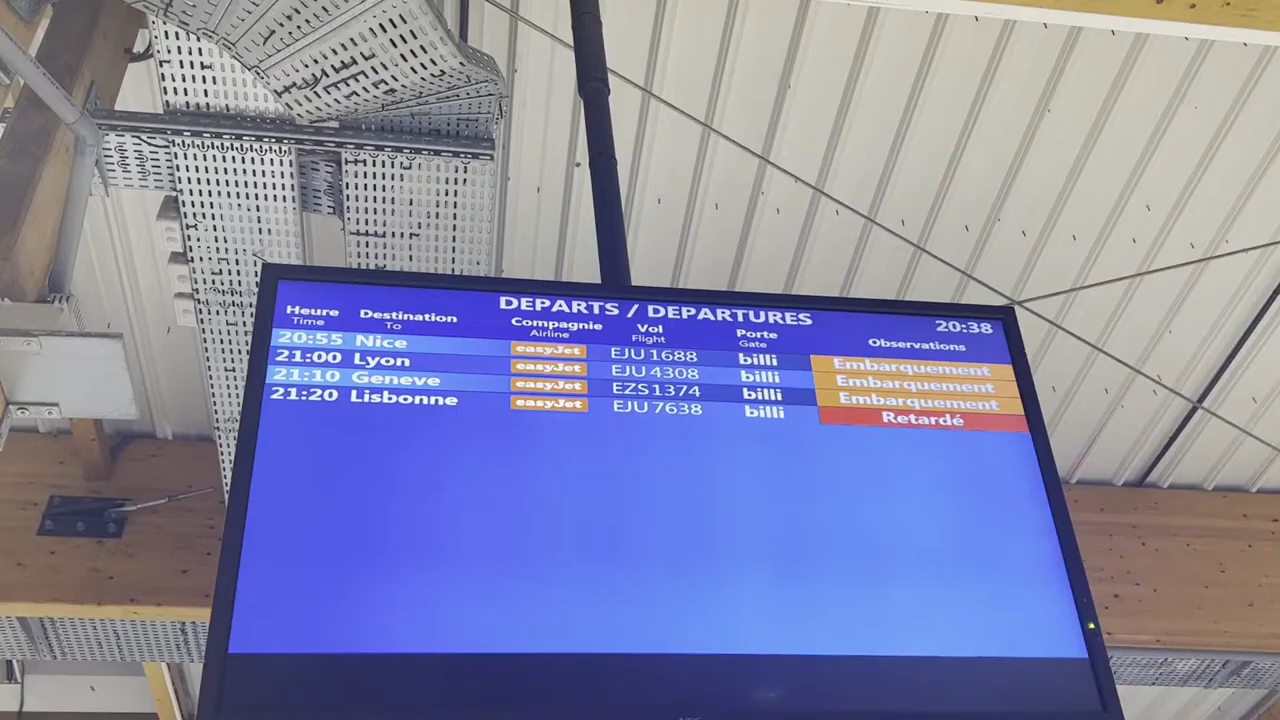 DEPARTS / DEPARTURES 20:38
Heure Destination Compagnie Vol Porte Observations
Time To Airline Flight Gate
20:55 Nice easyJet EJU 1688 billi Embarquement
21:00 Lyon easyJet EJU 4308 billi Embarquement
21:10 Geneve easyJet EZS 1374 billi Embarquement
21:20 Lisbonne easyJet EJU 7638 billi Retardé